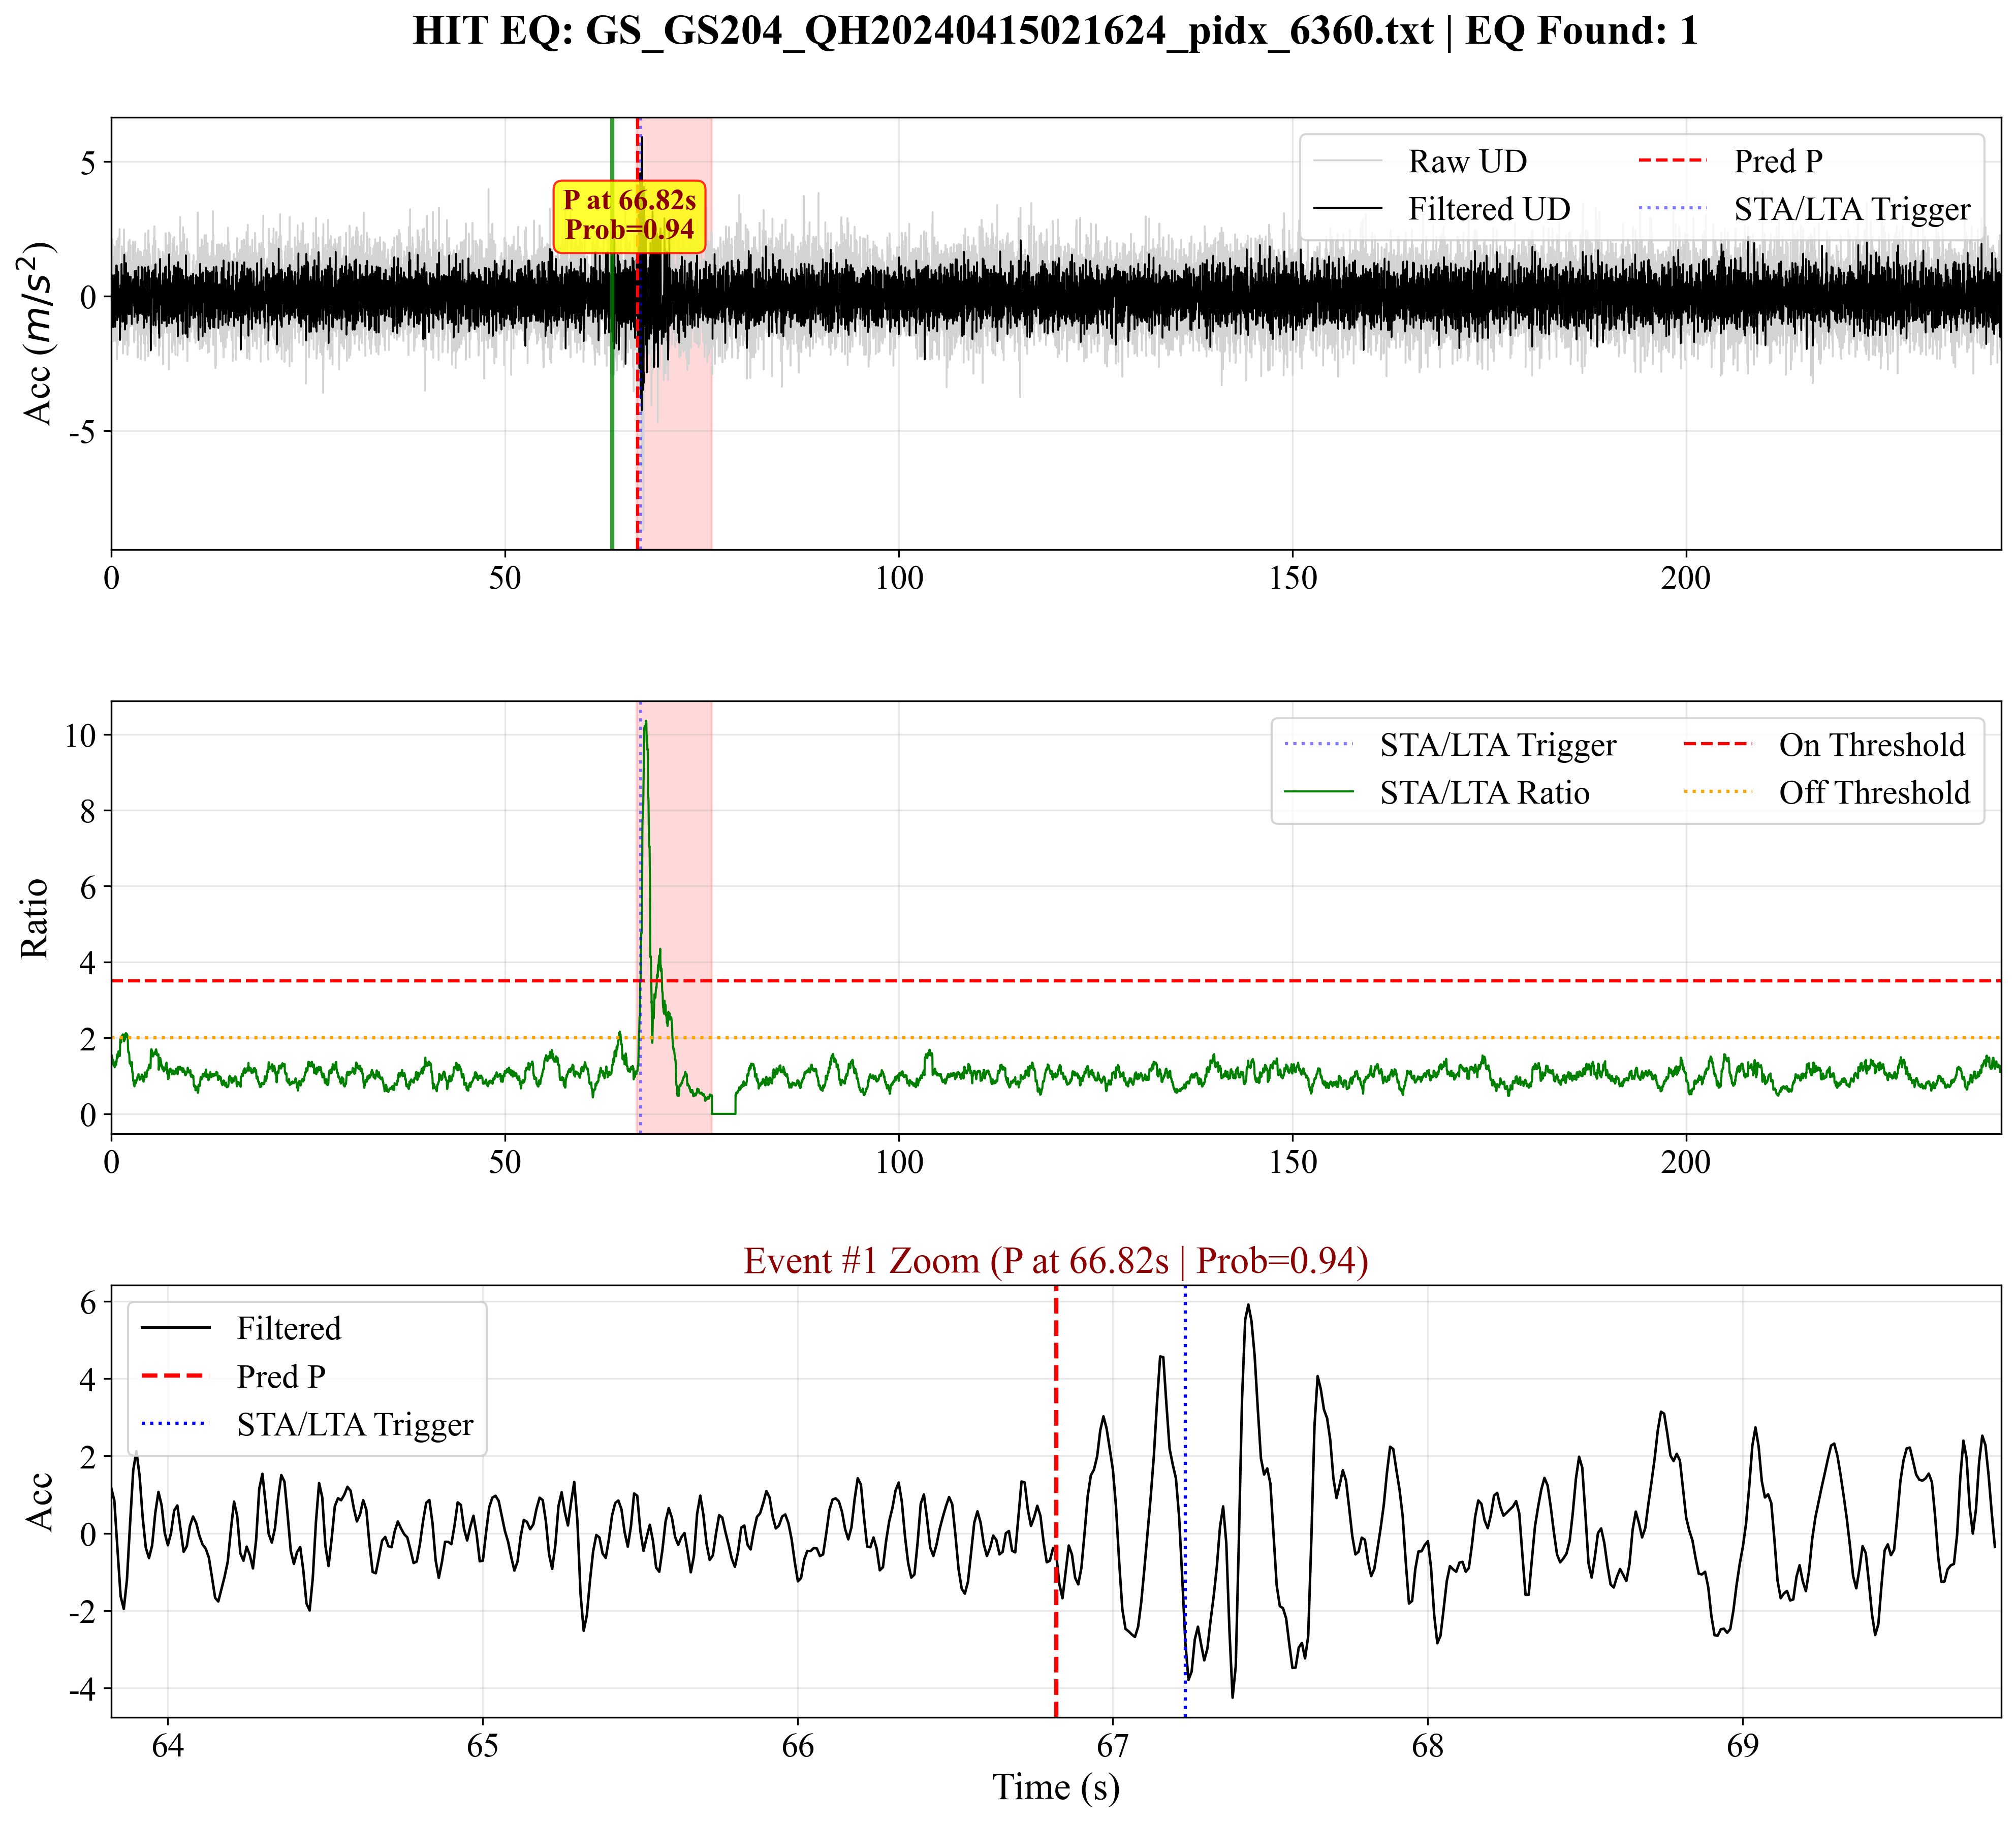 HIT EQ: GS_GS204_QH20240415021624_pidx_6360.txt | EQ Found: 1
Acc (m/s²)
5
0
-5
P at 66.82s
Prob=0.94
Raw UD
Filtered UD
Pred P
STA/LTA Trigger
0 50 100 150 200
Ratio
10
8
6
4
2
0
STA/LTA Trigger
STA/LTA Ratio
On Threshold
Off Threshold
0 50 100 150 200
Event #1 Zoom (P at 66.82s | Prob=0.94)
Acc
6
4
2
0
-2
-4
Filtered
Pred P
STA/LTA Trigger
64 65 66 67 68 69
Time (s)